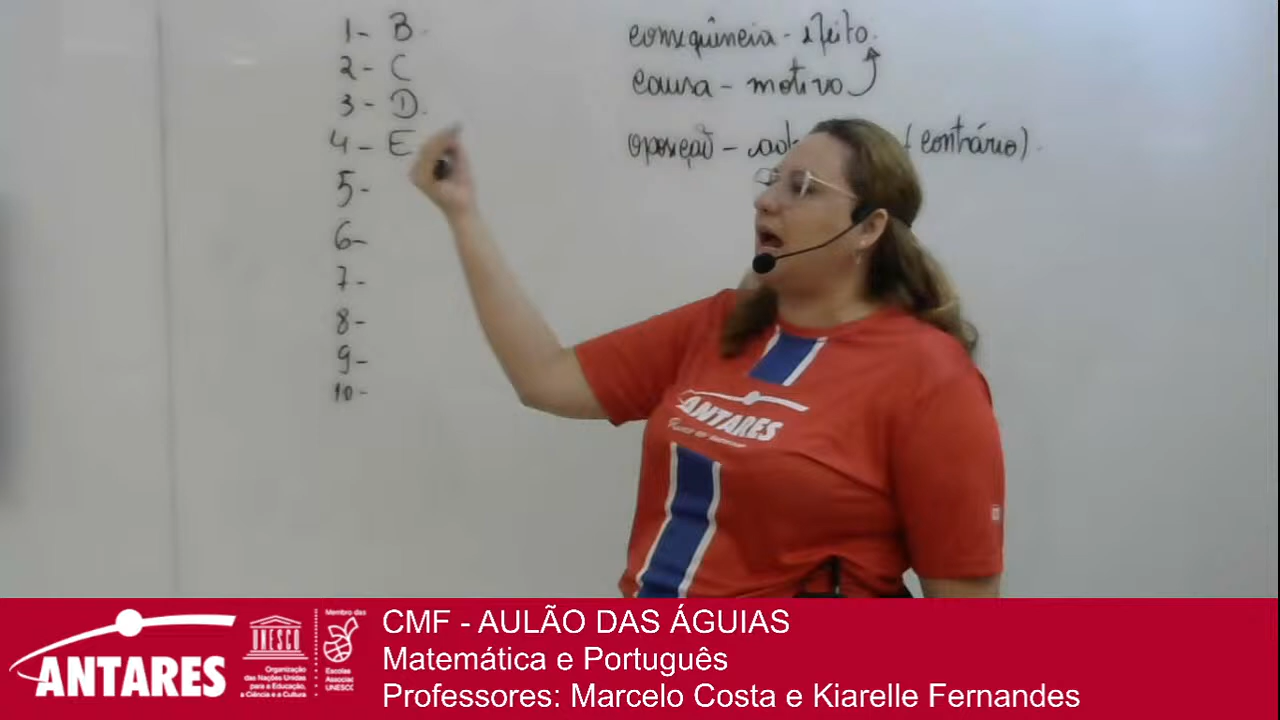 1- B.
2- C
3- D.
4- E
5-
6-
7-
8-
9-
10-
consequência - efeito.
causa - motivo
oposição - (contrário).
ANTARES
ANTARES
UNESCO
Organização
das Nações Unidas
para a Educação,
a Ciência e a Cultura
Membro das
Escolas
Associadas
UNESCO
CMF - AULÃO DAS ÁGUIAS
Matemática e Português
Professores: Marcelo Costa e Kiarelle Fernandes